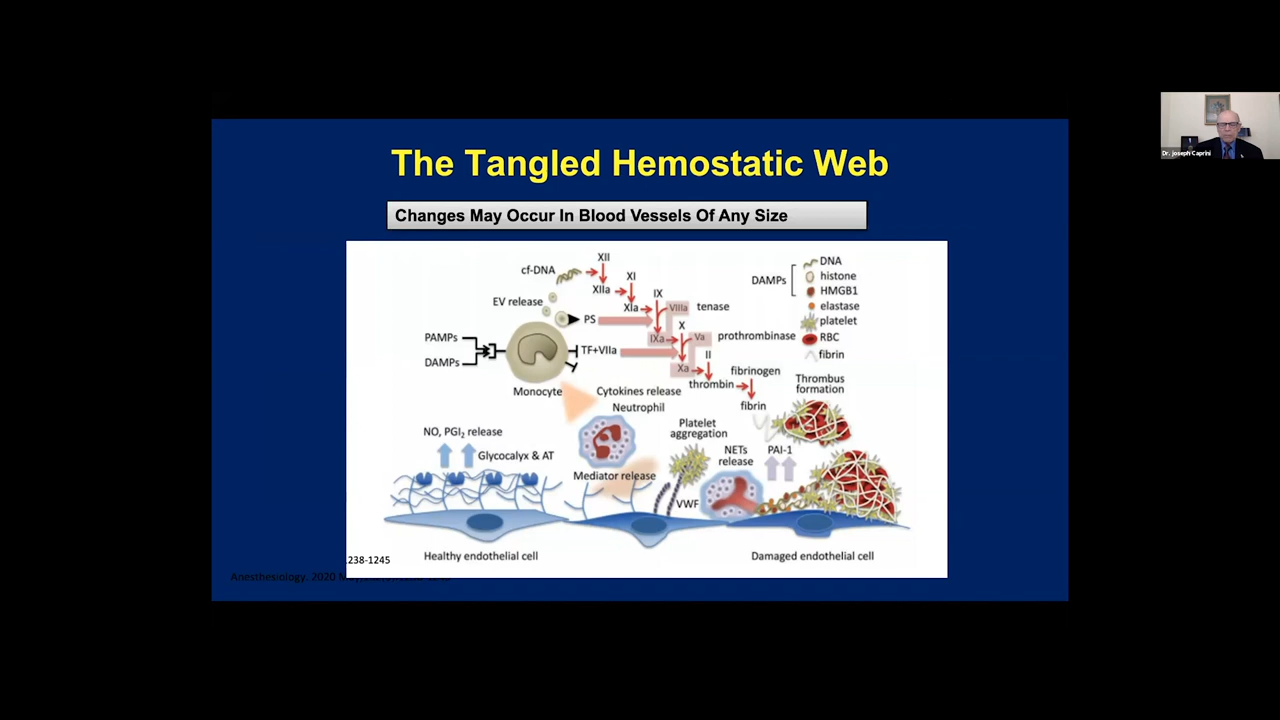 The Tangled Hemostatic Web
Changes May Occur In Blood Vessels Of Any Size
Dr. Joseph Caprini
XII
cf-DNA
XIIa
XI
EV release
XIa
IX
VIIIa
tenase
PS
X
IXa
Va
prothrombinase
PAMPs
DAMPs
TF+VIIa
II
Xa
thrombin
fibrinogen
fibrin
Monocyte
Cytokines release
DAMPs
DNA
histone
HMGB1
elastase
platelet
RBC
fibrin
Thrombus
formation
Neutrophil
Platelet
aggregation
NO, PGI2 release
Glycocalyx & AT
NETs
release
PAI-1
Mediator release
VWF
Healthy endothelial cell
Damaged endothelial cell
.238-1245
Anesthesiology. 2020